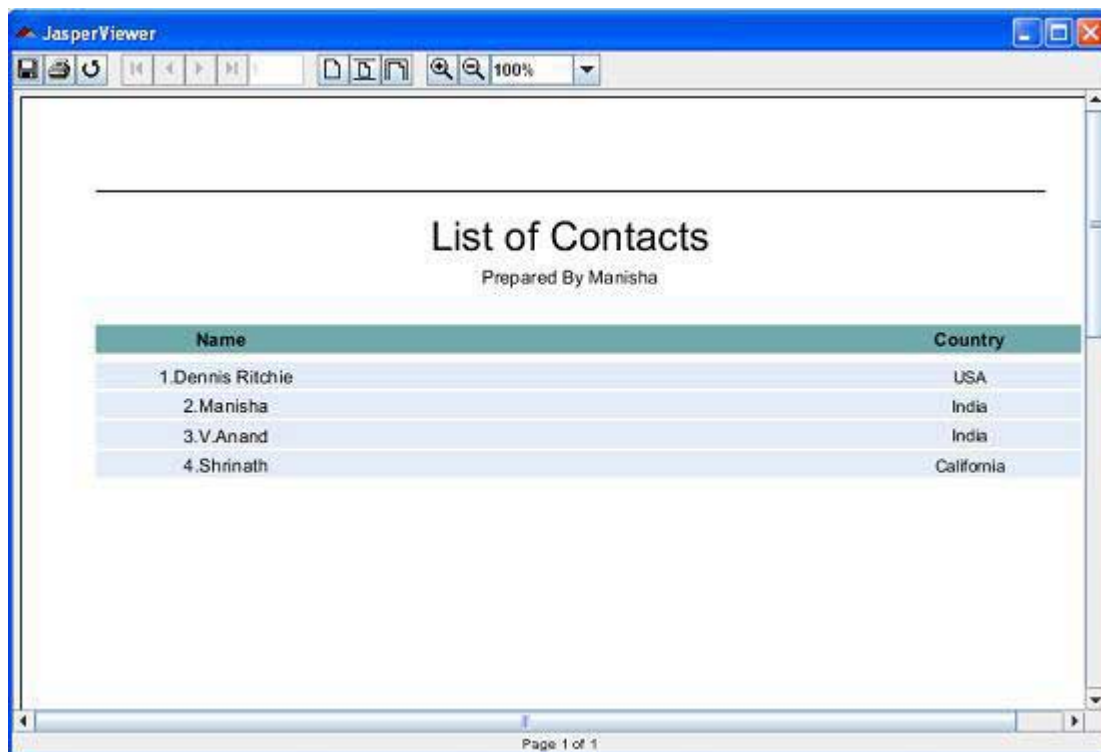 JasperViewer
100%
List of Contacts
Prepared By Manisha
Name Country
1.Dennis Ritchie USA
2.Manisha India
3.V.Anand India
4.Shrinath California
Page 1 of 1